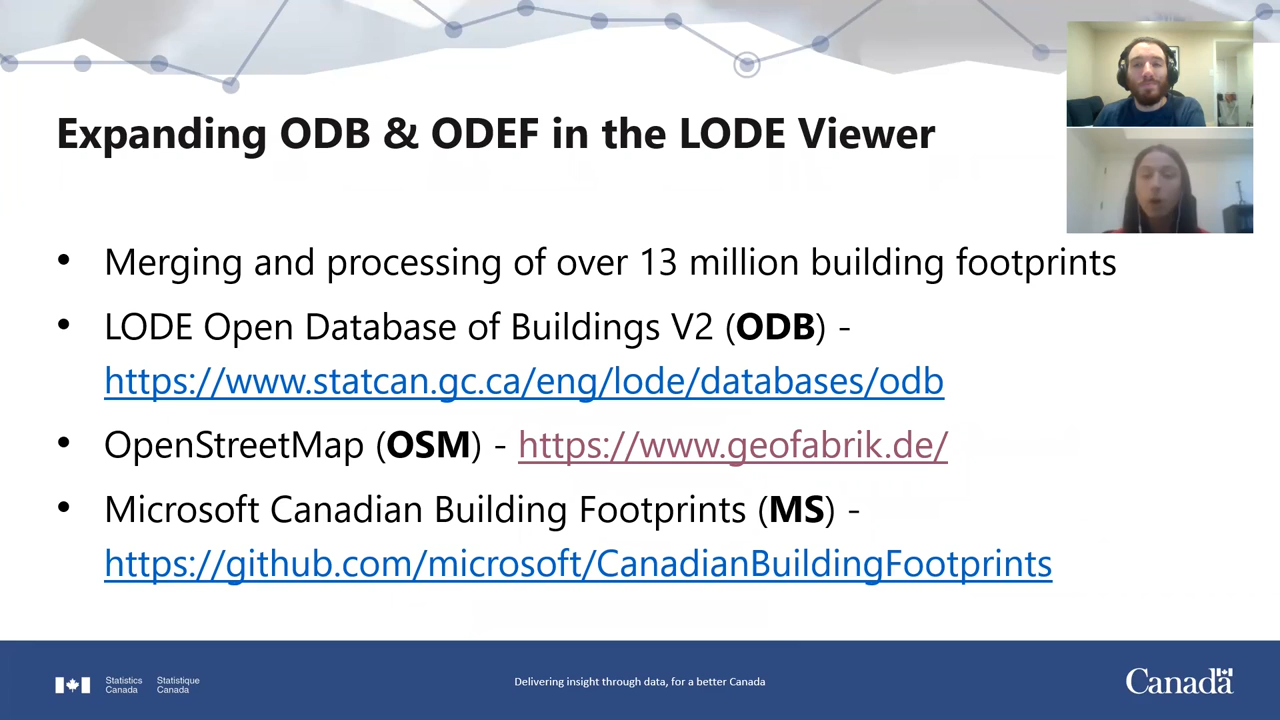 Expanding ODB & ODEF in the LODE Viewer
• Merging and processing of over 13 million building footprints
• LODE Open Database of Buildings V2 (ODB) -
https://www.statcan.gc.ca/eng/lode/databases/odb
• OpenStreetMap (OSM) - https://www.geofabrik.de/
• Microsoft Canadian Building Footprints (MS) -
https://github.com/microsoft/CanadianBuildingFootprints
Statistics Canada
Statistique Canada
Delivering insight through data, for a better Canada
Canada